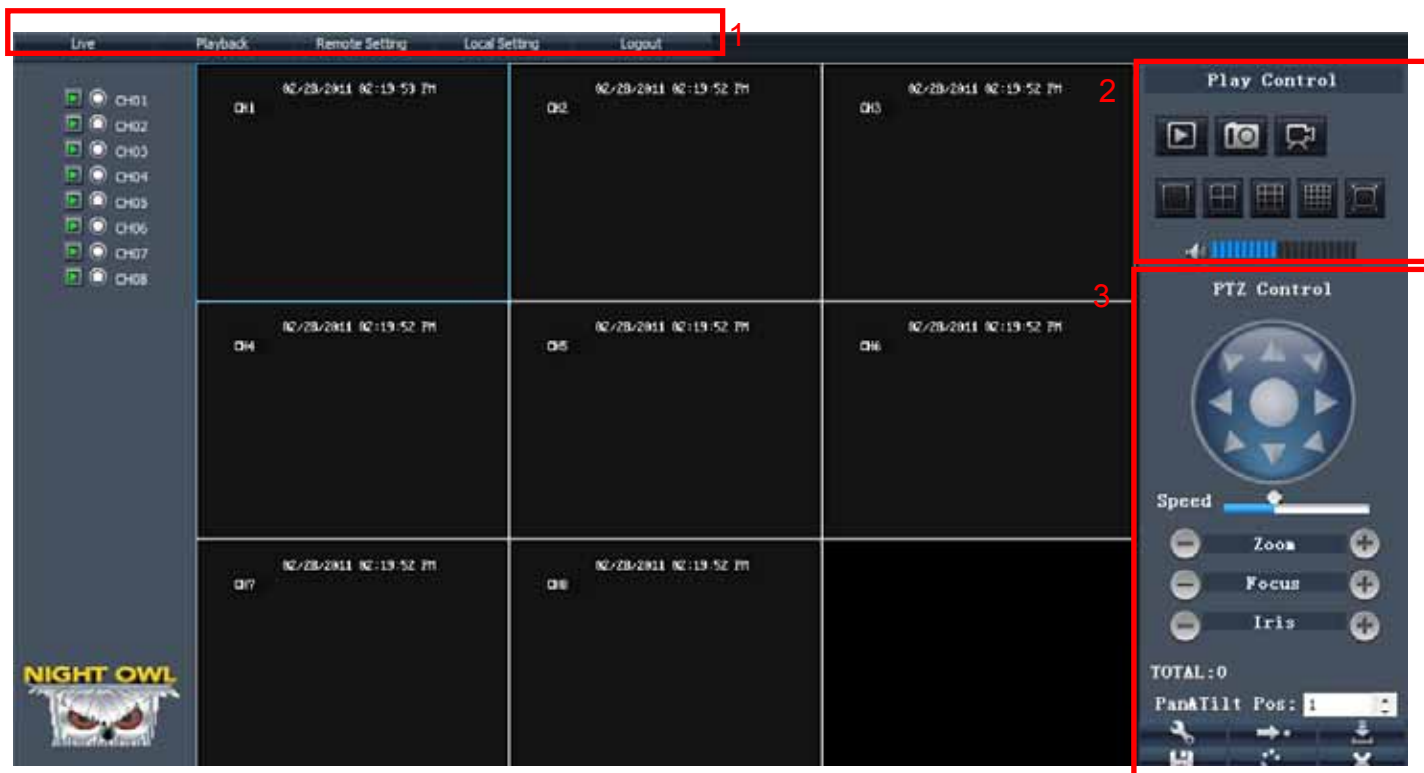 1
Live Playback Remote Setting Local Setting Logout
CH01
CH02
CH03
CH04
CH05
CH06
CH07
CH08
02/28/2011 02:19:53 PM
CH1
02/28/2011 02:19:52 PM
CH2
02/28/2011 02:19:52 PM
CH3
02/28/2011 02:19:52 PM
CH4
02/28/2011 02:19:52 PM
CH5
02/28/2011 02:19:52 PM
CH6
02/28/2011 02:19:52 PM
CH7
02/28/2011 02:19:52 PM
CH8
2
Play Control
3
PTZ Control
Speed
Zoom
Focus
Iris
TOTAL:0
Pan&Tilt Pos: 1
NIGHT OWL